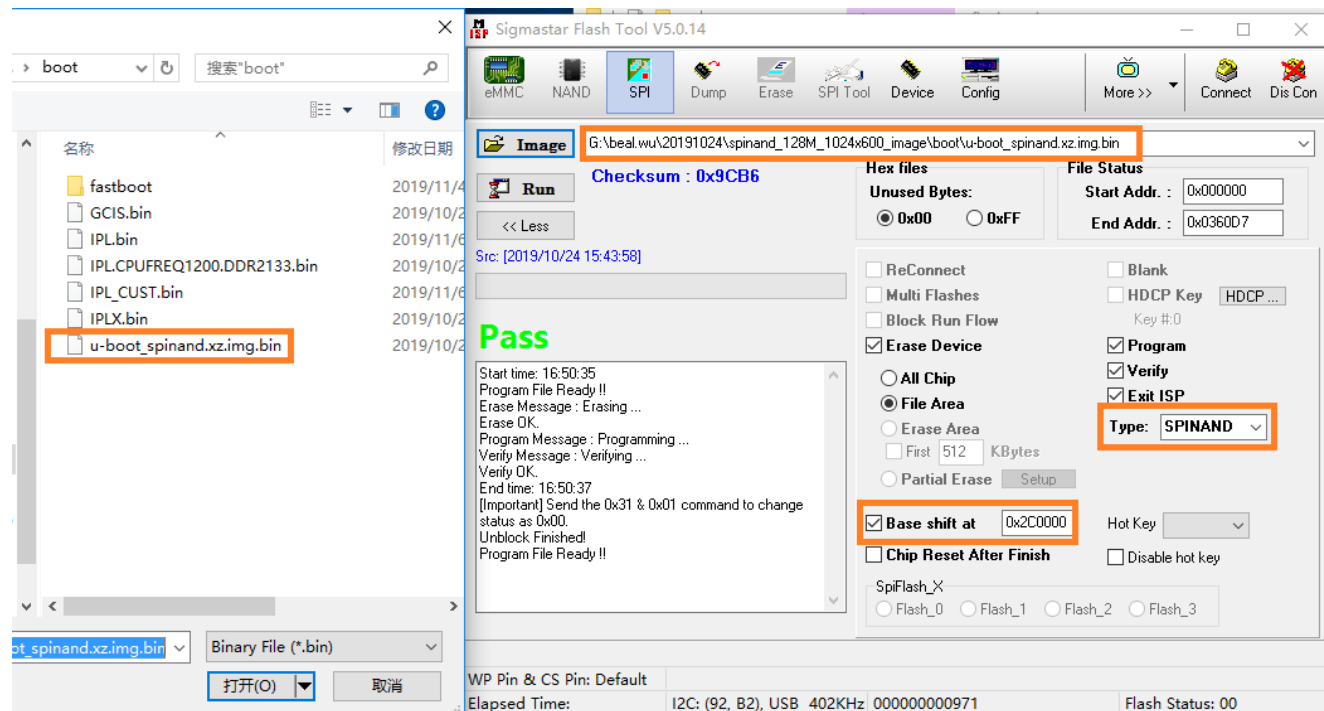 boot
搜索"boot"
名称
修改日期
fastboot
2019/11/4
GCIS.bin
2019/10/2
IPL.bin
2019/11/6
IPL.CPUFREQ1200.DDR2133.bin
2019/10/2
IPL_CUST.bin
2019/11/6
IPLX.bin
2019/10/2
u-boot_spinand.xz.img.bin
2019/10/2
ot_spinand.xz.img.bin
Binary File (*.bin)
打开(O)
取消
M
ISP
Sigmastar Flash Tool V5.0.14
eMMC
NAND
SPI
Dump
Erase
SPI Tool
Device
Config
More >>
Connect
Dis Con
Image
G:\beal.wu\20191024\spinand_128M_1024x600_image\boot\u-boot_spinand.xz.img.bin
Run
Checksum : 0x9CB6
<< Less
Hex files
Unused Bytes:
0x00
0xFF
File Status
Start Addr. :
0x000000
End Addr. :
0x0360D7
Src: [2019/10/24 15:43:58]
Pass
Start time: 16:50:35
Program File Ready !!
Erase Message : Erasing ...
Erase OK.
Program Message : Programming ...
Verify Message : Verifying ...
Verify OK.
End time: 16:50:37
[Important] Send the 0x31 & 0x01 command to change
status as 0x00.
Unblock Finished!
Program File Ready !!
ReConnect
Blank
Multi Flashes
HDCP Key
HDCP ...
Block Run Flow
Key #:0
Erase Device
Program
All Chip
Verify
File Area
Exit ISP
Erase Area
Type:
SPINAND
First
512
KBytes
Partial Erase
Setup
Base shift at
0x2C0000
Hot Key
Chip Reset After Finish
Disable hot key
SpiFlash_X
Flash_0
Flash_1
Flash_2
Flash_3
WP Pin & CS Pin: Default
Elapsed Time:
I2C: (92, B2), USB 402KHz
000000000971
Flash Status: 00